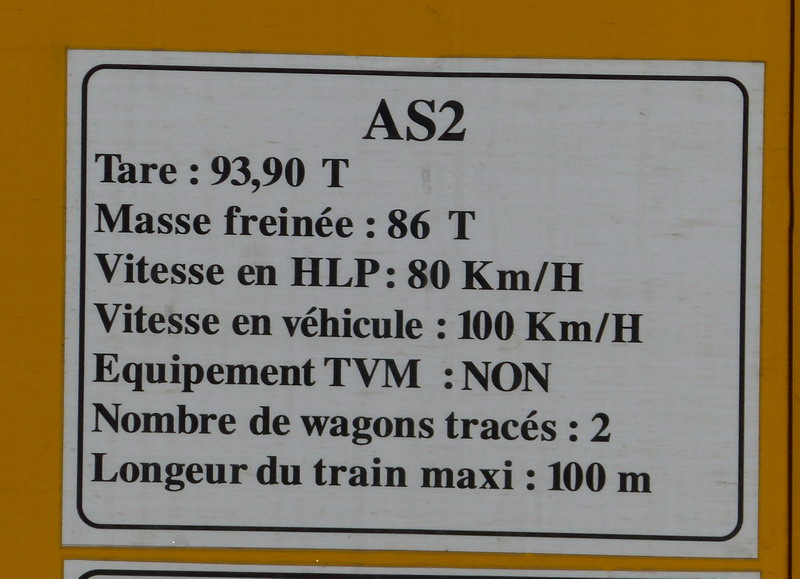 AS2
Tare : 93,90 T
Masse freinée : 86 T
Vitesse en HLP : 80 Km/H
Vitesse en véhicule : 100 Km/H
Equipement TVM : NON
Nombre de wagons tracés : 2
Longeur du train maxi : 100 m